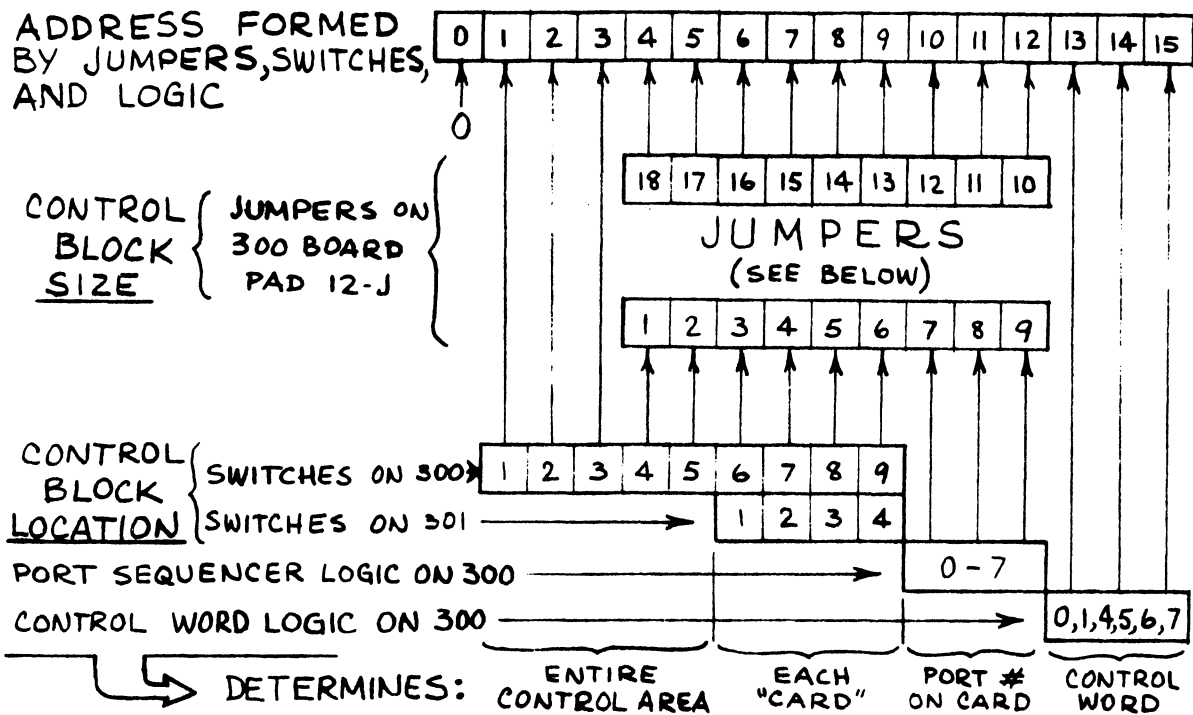 ADDRESS FORMED
BY JUMPERS, SWITCHES,
AND LOGIC
0 1 2 3 4 5 6 7 8 9 10 11 12 13 14 15
0
18 17 16 15 14 13 12 11 10
CONTROL
BLOCK
SIZE
JUMPERS ON
300 BOARD
PAD 12-J
JUMPERS
(SEE BELOW)
1 2 3 4 5 6 7 8 9
CONTROL
BLOCK
LOCATION
SWITCHES ON 300
1 2 3 4 5 6 7 8 9
SWITCHES ON 301
1 2 3 4
PORT SEQUENCER LOGIC ON 300
0-7
CONTROL WORD LOGIC ON 300
0,1,4,5,6,7
DETERMINES:
ENTIRE
CONTROL AREA
EACH
"CARD"
PORT #
ON CARD
CONTROL
WORD